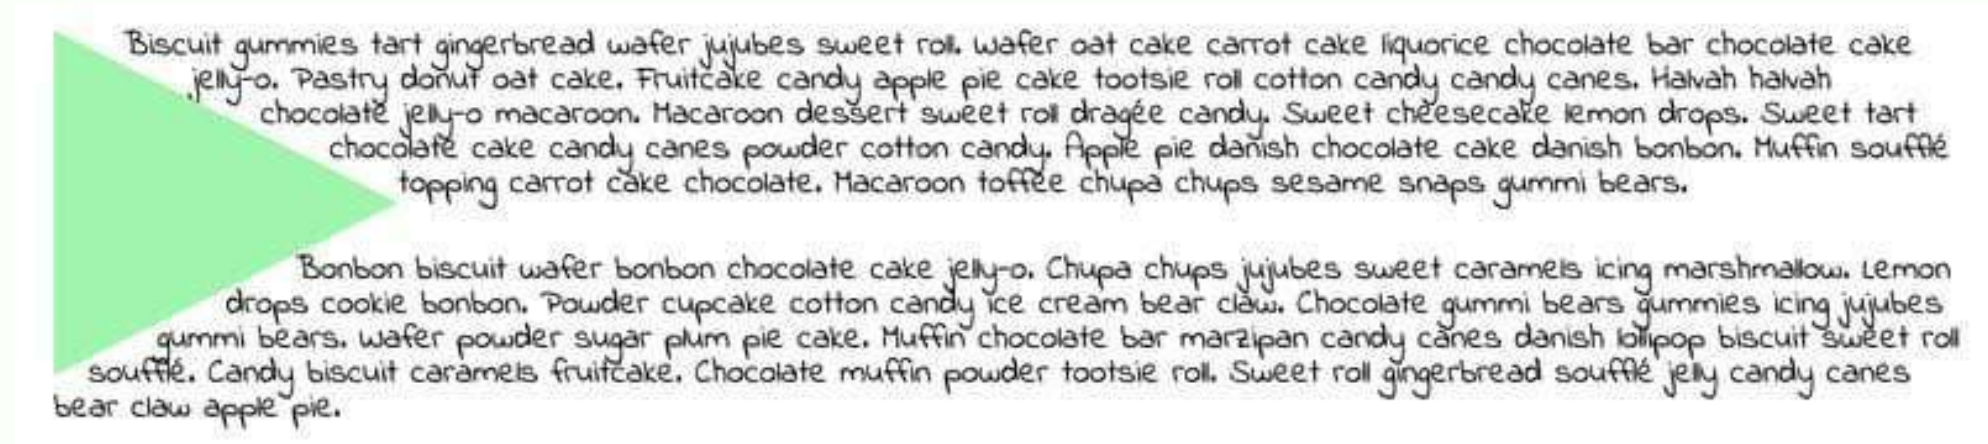 Biscuit gummies tart gingerbread wafer jujubes sweet roll. Wafer oat cake carrot cake liquorice chocolate bar chocolate cake
jelly-o. Pastry donut oat cake. Fruitcake candy apple pie cake tootsie roll cotton candy candy canes. Halvah halvah
chocolate jelly-o macaroon. Macaroon dessert sweet roll dragée candy. Sweet cheesecake lemon drops. Sweet tart
chocolate cake candy canes powder cotton candy. Apple pie danish chocolate cake danish bonbon. Muffin soufflé
topping carrot cake chocolate. Macaroon toffee chupa chups sesame snaps gummi bears.
Bonbon biscuit wafer bonbon chocolate cake jelly-o. Chupa chups jujubes sweet caramels icing marshmallow. Lemon
drops cookie bonbon. Powder cupcake cotton candy ice cream bear claw. Chocolate gummi bears gummies icing jujubes
gummi bears. Wafer powder sugar plum pie cake. Muffin chocolate bar marzipan candy canes danish lollipop biscuit sweet roll
soufflé. Candy biscuit caramels fruitcake. Chocolate muffin powder tootsie roll. Sweet roll gingerbread soufflé jelly candy canes
bear claw apple pie.